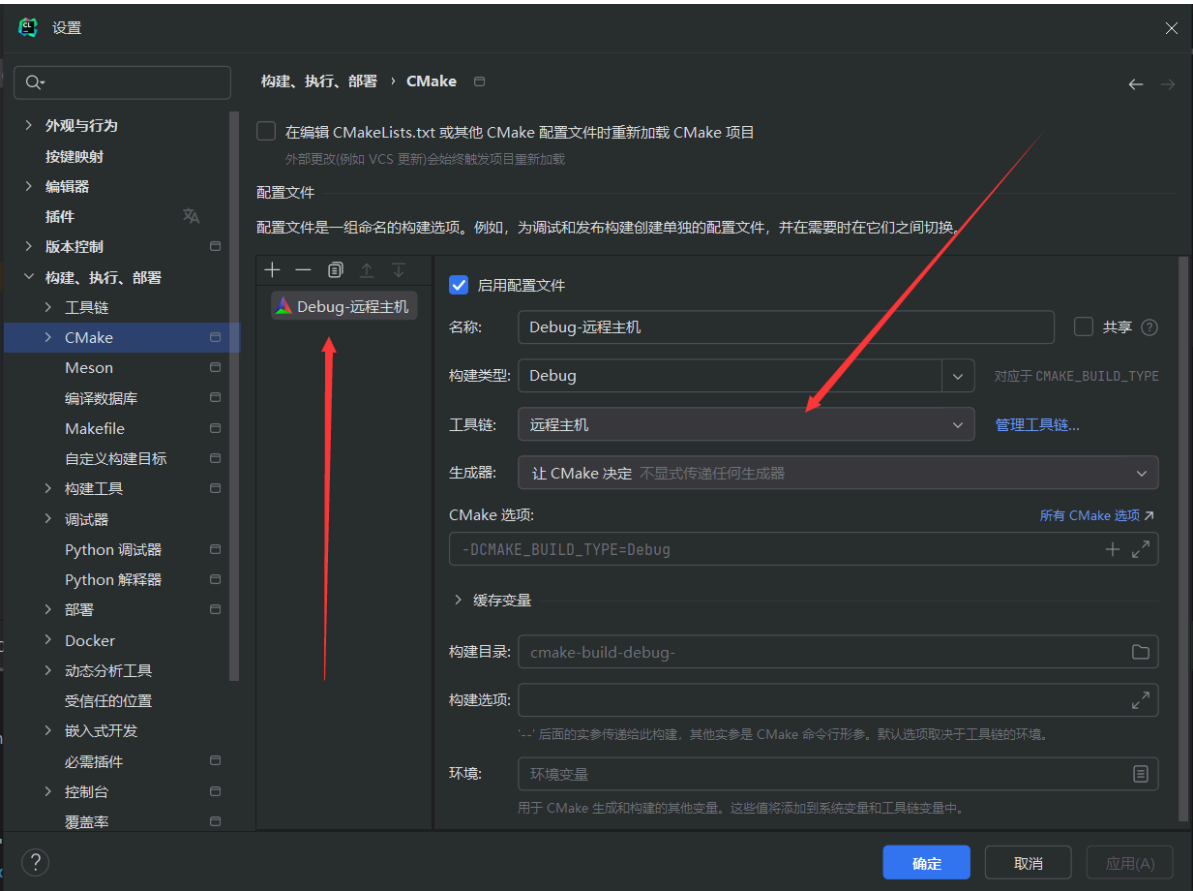 设置
构建、执行、部署 › CMake
外观与行为
按键映射
编辑器
插件
版本控制
构建、执行、部署
工具链
CMake
Meson
编译数据库
Makefile
自定义构建目标
构建工具
调试器
Python 调试器
Python 解释器
部署
Docker
动态分析工具
受信任的位置
嵌入式开发
必需插件
控制台
覆盖率
在编辑 CMakeLists.txt 或其他 CMake 配置文件时重新加载 CMake 项目
外部更改(例如 VCS 更新)会始终触发项目重新加载
配置文件
配置文件是一组命名的构建选项。例如，为调试和发布构建创建单独的配置文件，并在需要时在它们之间切换。
Debug-远程主机
启用配置文件
名称: Debug-远程主机 共享
构建类型: Debug 对应于 CMAKE_BUILD_TYPE
工具链: 远程主机 管理工具链...
生成器: 让 CMake 决定 不显式传递任何生成器
CMake 选项: 所有 CMake 选项
-DCMAKE_BUILD_TYPE=Debug
缓存变量
构建目录: cmake-build-debug-
构建选项:
'--' 后面的实参传递给此构建，其他实参是 CMake 命令行形参。默认选项取决于工具链的环境。
环境: 环境变量
用于 CMake 生成和构建的其他变量。这些值将添加到系统变量和工具链变量中。
? 确定 取消 应用(A)